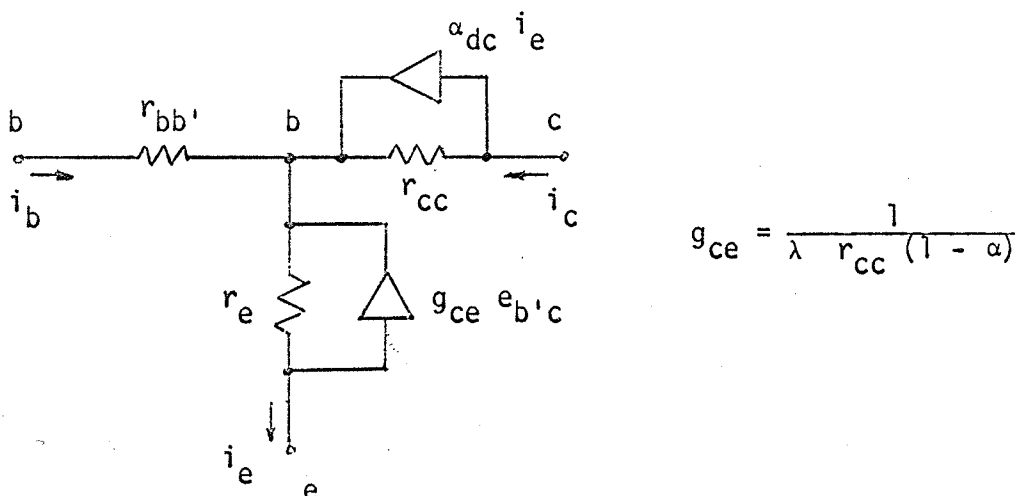 α_dc i_e
r_bb'
b
b
c
r_cc
i_b
i_c
g_ce = 1 / λ r_cc (1 - α)
r_e
g_ce e_b'c
i_e
e